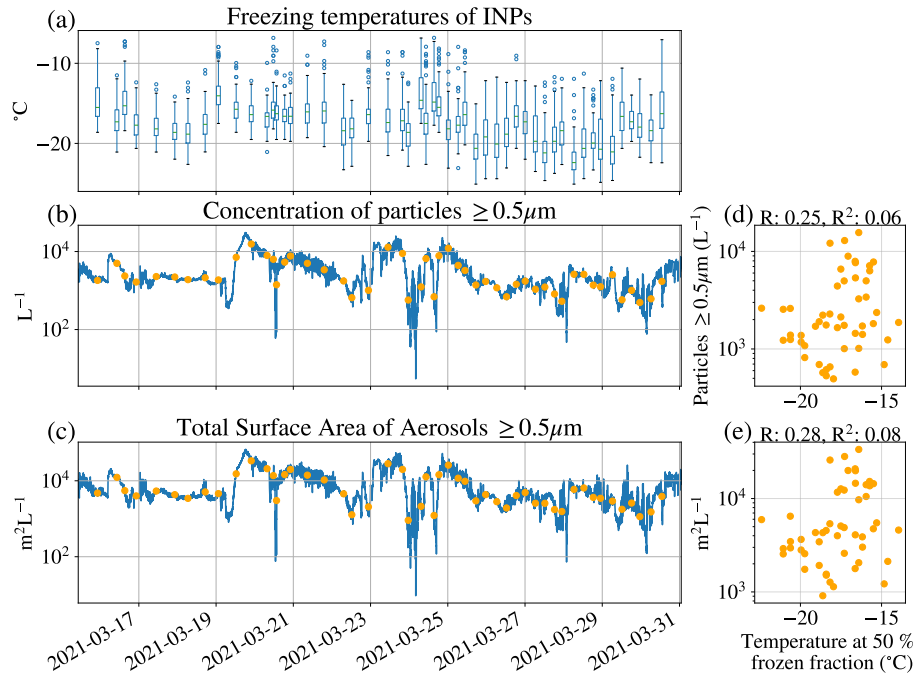 (a) Freezing temperatures of INPs
°C
−10
−20
(b) Concentration of particles ≥0.5μm
L⁻¹
10⁴
10²
(c) Total Surface Area of Aerosols ≥0.5μm
m²L⁻¹
10⁴
10²
2021-03-17
2021-03-19
2021-03-21
2021-03-23
2021-03-25
2021-03-27
2021-03-29
2021-03-31
(d)
R: 0.25, R²: 0.06
Particles ≥0.5μm (L⁻¹)
10⁴
10³
−20
−15
(e)
R: 0.28, R²: 0.08
m²L⁻¹
10⁴
10³
−20
−15
Temperature at 50 %
frozen fraction (°C)